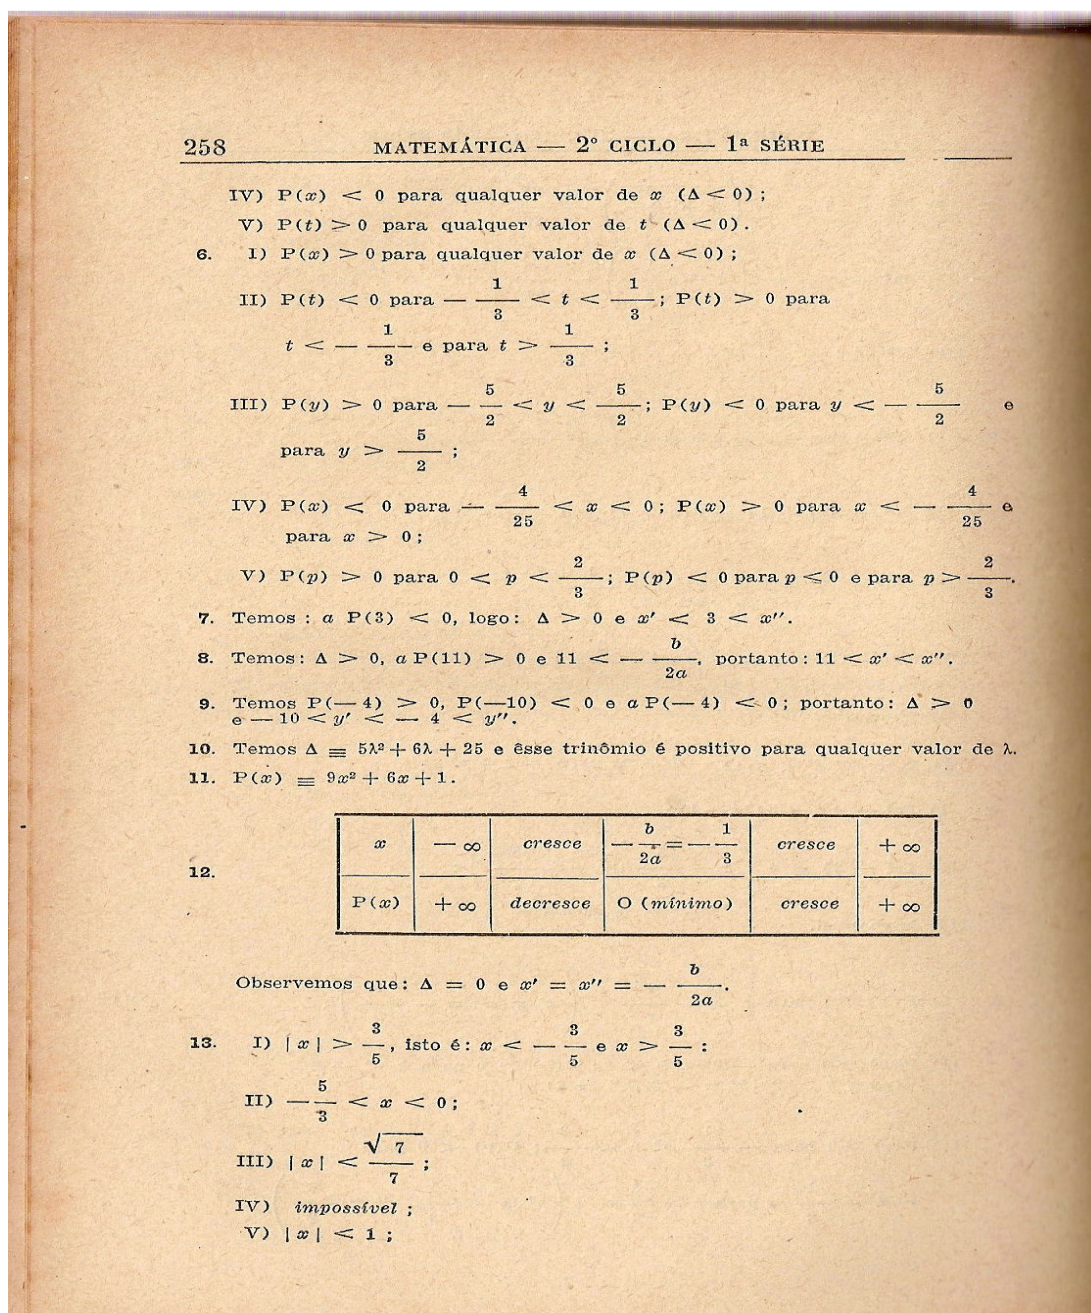 258 MATEMÁTICA — 2º CICLO — 1ª SÉRIE
IV) P(x) < 0 para qualquer valor de x (Δ < 0) ;
V) P(t) > 0 para qualquer valor de t (Δ < 0).
6. I) P(x) > 0 para qualquer valor de x (Δ < 0) ;
II) P(t) < 0 para — 1/3 < t < 1/3 ; P(t) > 0 para
t < — 1/3 e para t > 1/3 ;
III) P(y) > 0 para — 5/2 < y < 5/2 ; P(y) < 0 para y < — 5/2 e
para y > 5/2 ;
IV) P(x) < 0 para — 4/25 < x < 0 ; P(x) > 0 para x < — 4/25 e
para x > 0 ;
V) P(p) > 0 para 0 < p < 2/3 ; P(p) < 0 para p ≤ 0 e para p > 2/3.
7. Temos : a P(3) < 0, logo : Δ > 0 e x′ < 3 < x″.
8. Temos : Δ > 0, a P(11) > 0 e 11 < — b/2a, portanto : 11 < x′ < x″.
9. Temos P(— 4) > 0, P(—10) < 0 e a P(— 4) < 0 ; portanto : Δ > 0
e — 10 < y′ < — 4 < y″.
10. Temos Δ ≡ 5λ² + 6λ + 25 e êsse trinômio é positivo para qualquer valor de λ.
11. P(x) ≡ 9x² + 6x + 1.
12.
x — ∞ cresce — b/2a = — 1/3 cresce + ∞
P(x) + ∞ decresce O (mínimo) cresce + ∞
Observemos que : Δ = 0 e x′ = x″ = — b/2a.
13. I) | x | > 3/5, isto é : x < — 3/5 e x > 3/5 :
II) — 5/3 < x < 0 ;
III) | x | < √7/7 ;
IV) impossível ;
V) | x | < 1 ;